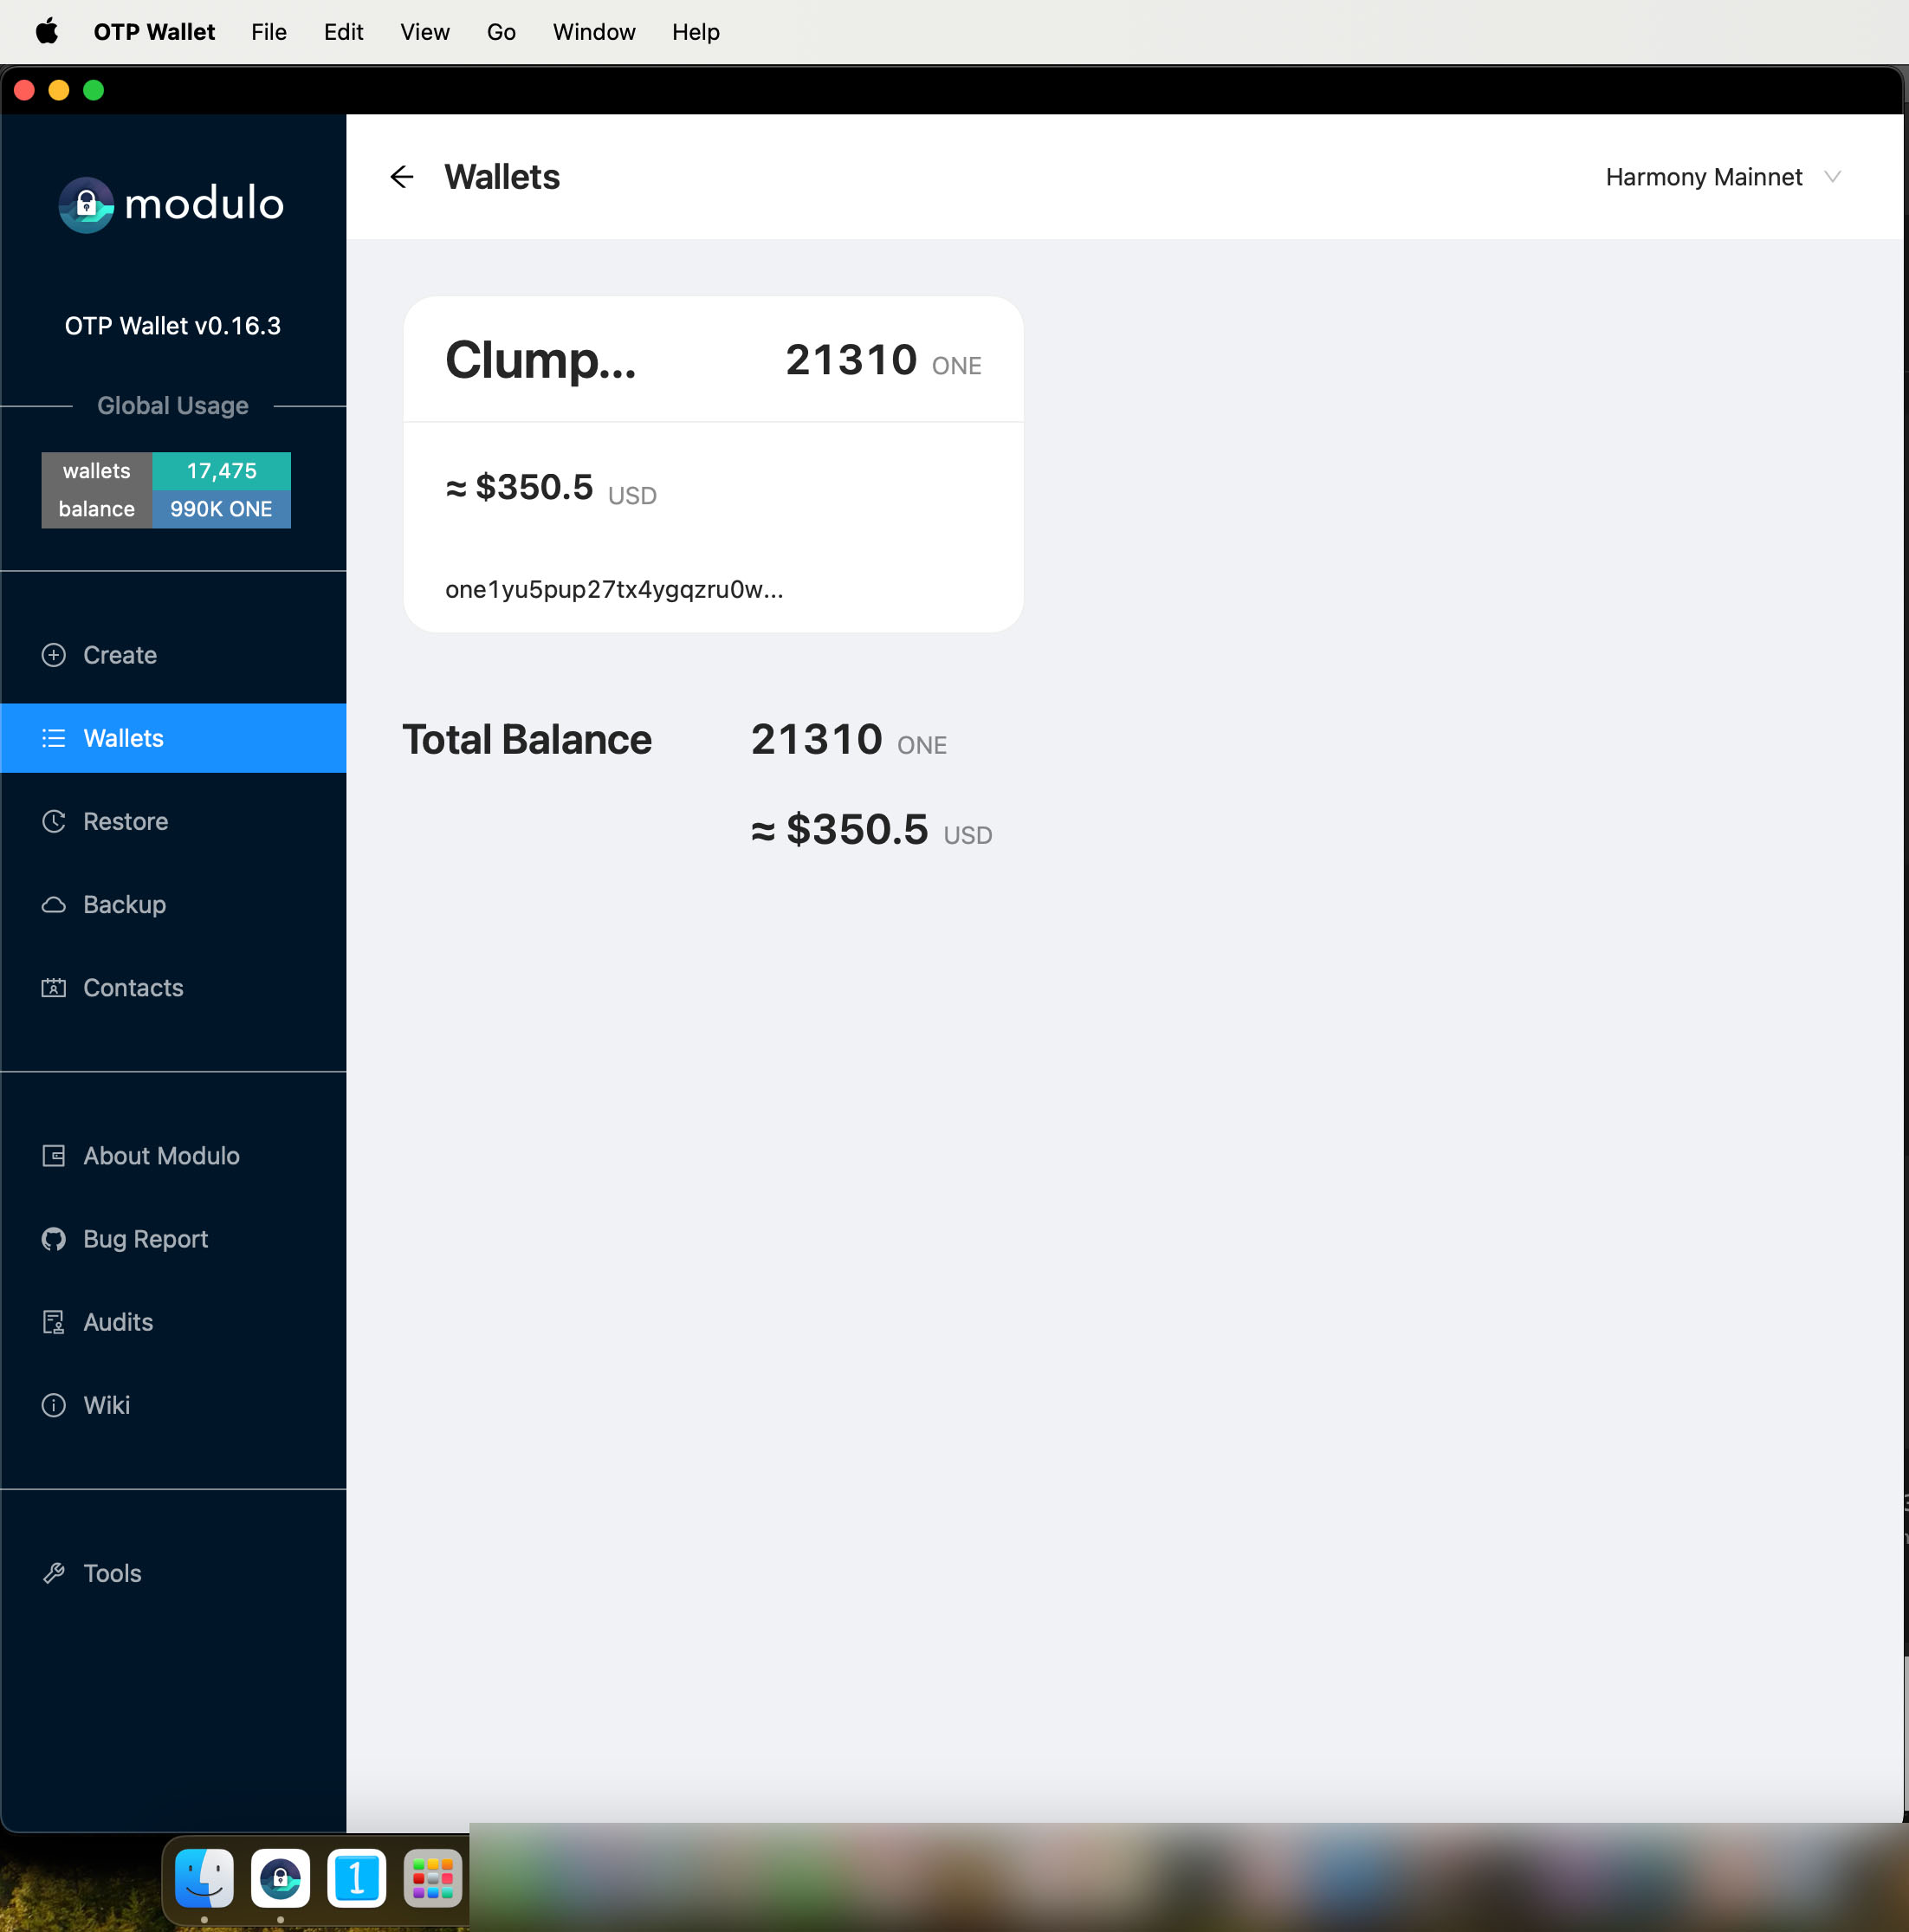 OTP Wallet File Edit View Go Window Help
modulo
OTP Wallet v0.16.3
Global Usage
wallets 17,475
balance 990K ONE
Create
Wallets
Restore
Backup
Contacts
About Modulo
Bug Report
Audits
Wiki
Tools
Wallets Harmony Mainnet
Clump... 21310 ONE
≈ $350.5 USD
one1yu5pup27tx4ygqzru0w...
Total Balance 21310 ONE
≈ $350.5 USD
1